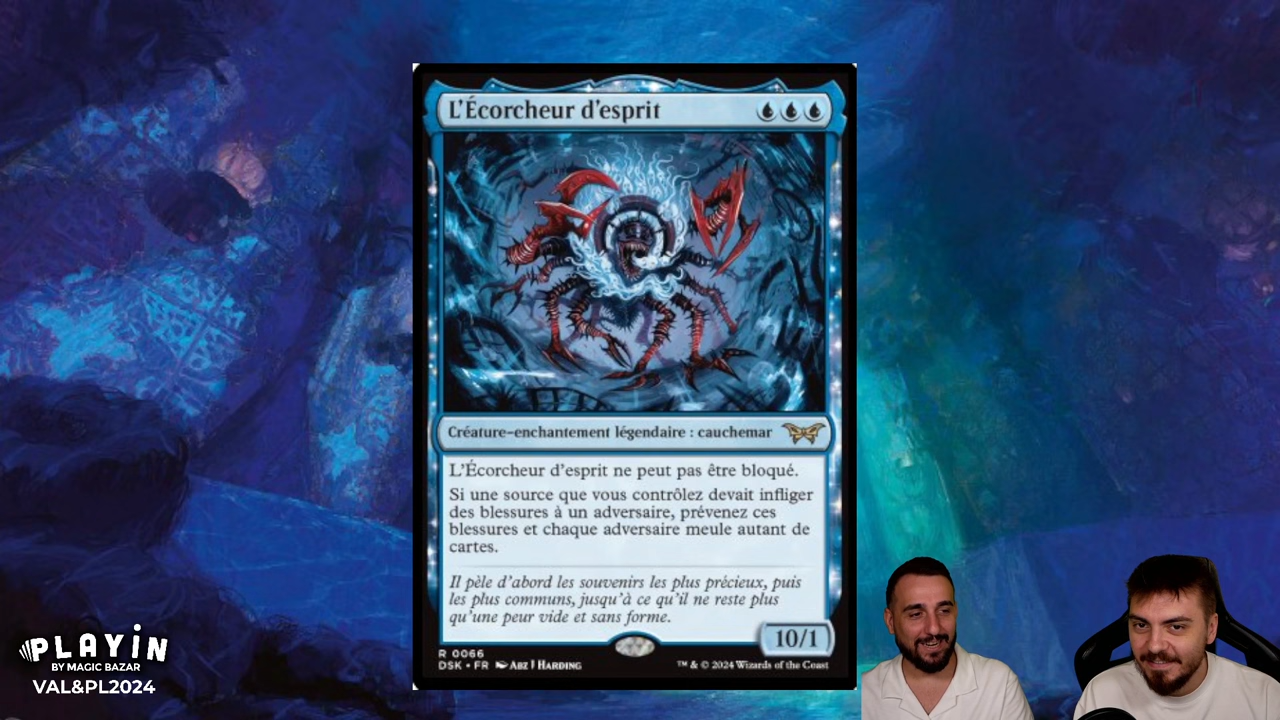 L'Écorcheur d'esprit
Créature-enchantement légendaire : cauchemar
L'Écorcheur d'esprit ne peut pas être bloqué.
Si une source que vous contrôlez devait infliger
des blessures à un adversaire, prévenez ces
blessures et chaque adversaire meule autant de
cartes.
Il pèle d'abord les souvenirs les plus précieux, puis
les plus communs, jusqu'à ce qu'il ne reste plus
qu'une peur vide et sans forme.
10/1
R 0066
DSK • FR Abz J Harding
™ & © 2024 Wizards of the Coast
PLAYIN
BY MAGIC BAZAR
VAL&PL2024